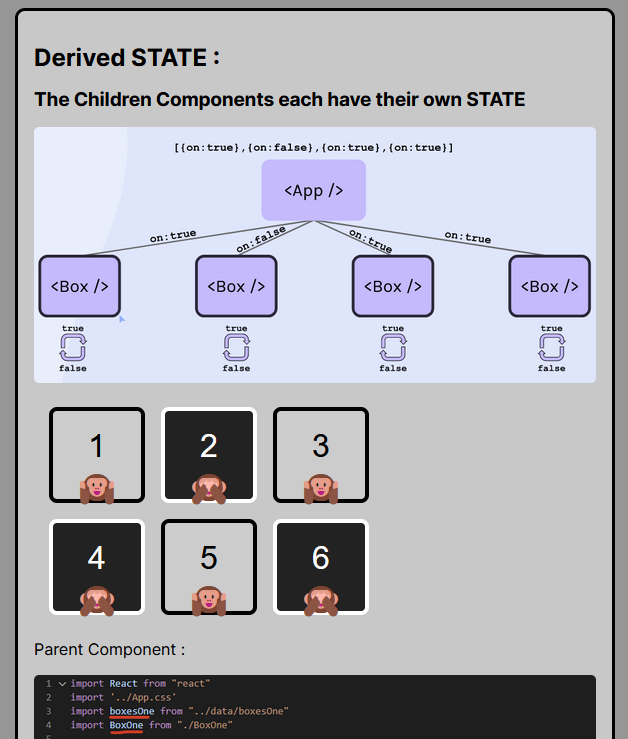 Derived STATE :
The Children Components each have their own STATE
[{on:true},{on:false},{on:true},{on:true}]
<App />
on:true on:false on:true on:true
<Box /> <Box /> <Box /> <Box />
true true true true
false false false false
1 2 3
4 5 6
Parent Component :
1 import React from "react"
2 import '../App.css'
3 import boxesOne from "../data/boxesOne"
4 import BoxOne from "./BoxOne"